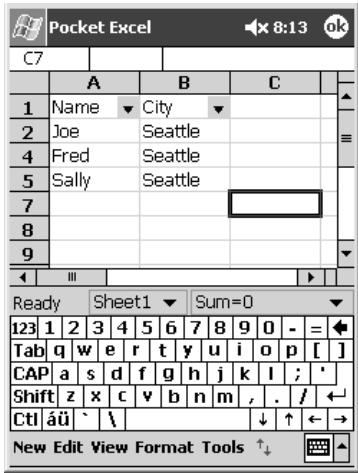 Pocket Excel 8:13 ok
C7
A B C
1 Name City
2 Joe Seattle
4 Fred Seattle
5 Sally Seattle
7
8
9
Ready Sheet1 Sum=0
123 1 2 3 4 5 6 7 8 9 0 - =
Tab q w e r t y u i o p [ ]
CAP a s d f g h j k l ; '
Shift z x c v b n m , . /
Ctl áü ` \
New Edit View Format Tools